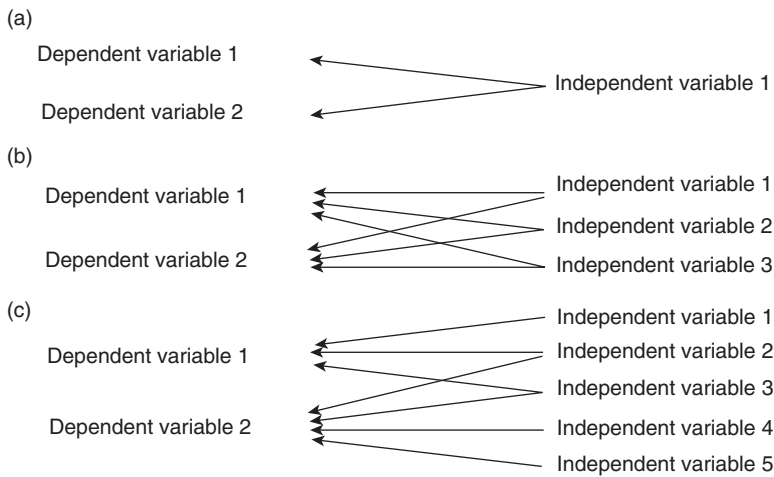 (a)
Dependent variable 1
Independent variable 1
Dependent variable 2
(b)
Independent variable 1
Dependent variable 1
Independent variable 2
Dependent variable 2
Independent variable 3
(c)
Independent variable 1
Dependent variable 1
Independent variable 2
Independent variable 3
Dependent variable 2
Independent variable 4
Independent variable 5